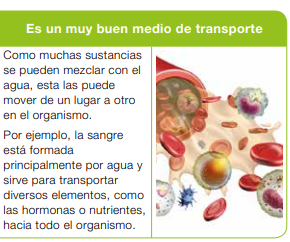 Es un muy buen medio de transporte
Como muchas sustancias
se pueden mezclar con el
agua, esta las puede
mover de un lugar a otro
en el organismo.
Por ejemplo, la sangre
está formada
principalmente por agua y
sirve para transportar
diversos elementos, como
las hormonas o nutrientes,
hacia todo el organismo.